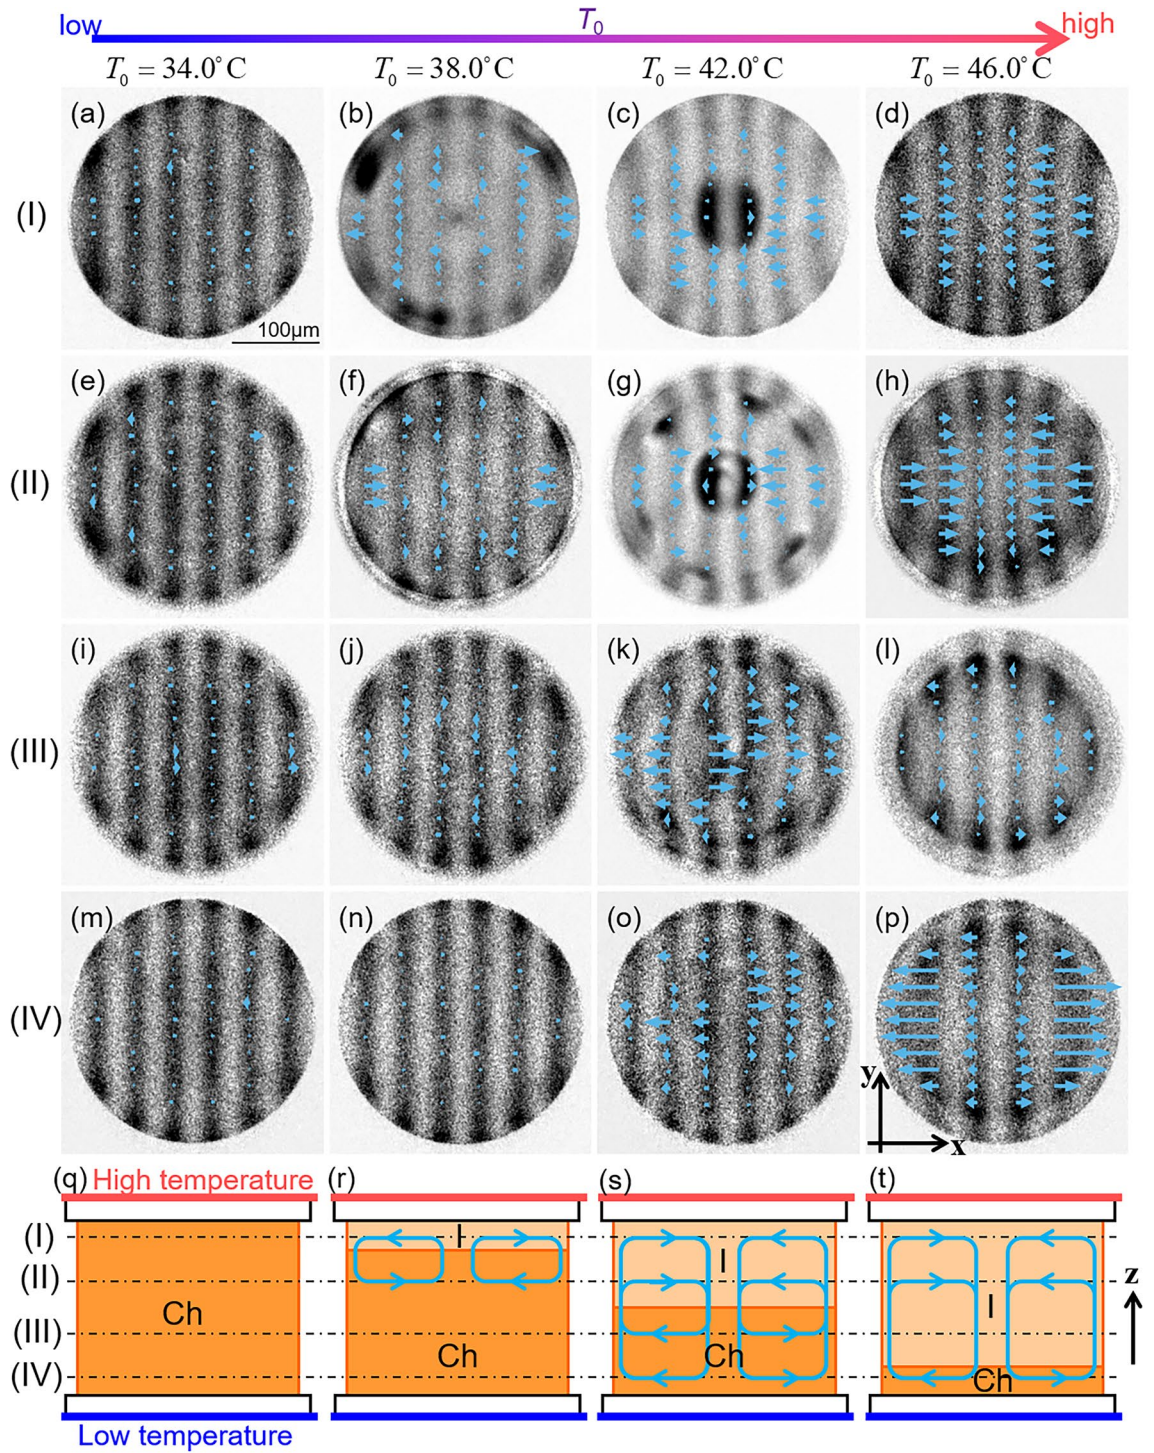 low T₀ high
T₀ = 34.0°C T₀ = 38.0°C T₀ = 42.0°C T₀ = 46.0°C
(a) (b) (c) (d)
(I)
100μm
(e) (f) (g) (h)
(II)
(i) (j) (k) (l)
(III)
(m) (n) (o) (p)
(IV)
y
x
(q) High temperature (r) (s) (t)
(I) I
(II) I z
Ch I
(III)
Ch Ch
(IV) Ch
Low temperature